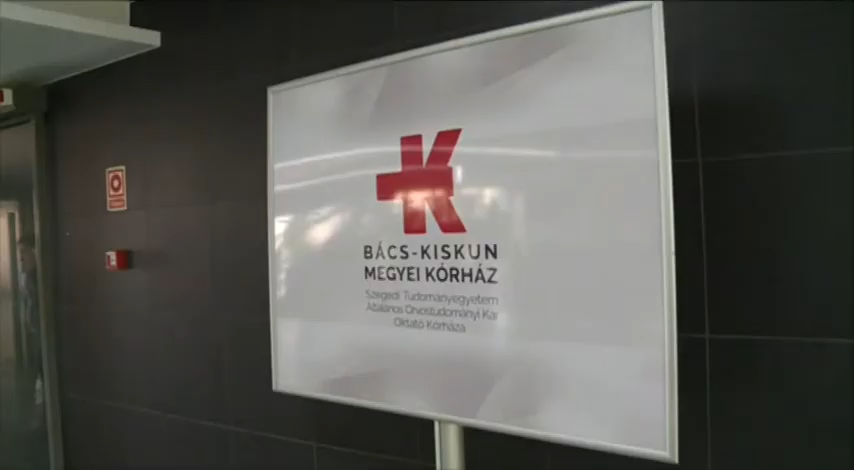 BÁCS-KISKUN
MEGYEI KÓRHÁZ
Szegedi Tudományegyetem
Általános Orvostudományi Kar
Oktató Kórháza